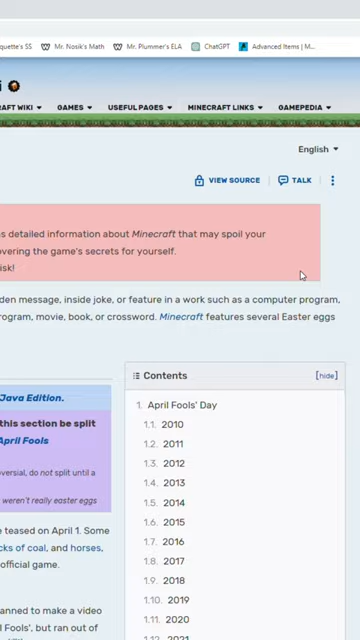 quette's SS Mr. Nosik's Math Mr. Plummer's ELA ChatGPT Advanced Items | M...
AFT WIKI GAMES USEFUL PAGES MINECRAFT LINKS GAMEPEDIA
English
VIEW SOURCE TALK
s detailed information about Minecraft that may spoil your
overing the game's secrets for yourself.
isk!
den message, inside joke, or feature in a work such as a computer program,
rogram, movie, book, or crossword. Minecraft features several Easter eggs
Java Edition.
this section be split
April Fools
versial, do not split until a
weren't really easter eggs
e teased on April 1. Some
cks of coal, and horses,
official game.
anned to make a video
l Fools', but ran out of
Contents [hide]
1. April Fools' Day
1.1. 2010
1.2. 2011
1.3. 2012
1.4. 2013
1.5. 2014
1.6. 2015
1.7. 2016
1.8. 2017
1.9. 2018
1.10. 2019
1.11. 2020
1.12. 2021